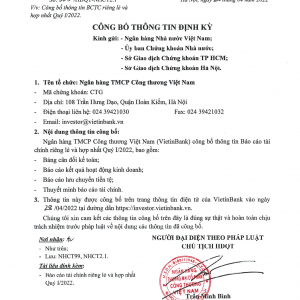 V/v: Công bố thông tin BCTC riêng lẻ và
hợp nhất Quý I/2022.
CÔNG BỐ THÔNG TIN ĐỊNH KỲ
Kính gửi: - Ngân hàng Nhà nước Việt Nam;
- Ủy ban Chứng khoán Nhà nước;
- Sở Giao dịch Chứng khoán TP HCM;
- Sở Giao dịch Chứng khoán Hà Nội.
1. Tên tổ chức: Ngân hàng TMCP Công thương Việt Nam
- Mã chứng khoán: CTG
- Địa chỉ: 108 Trần Hưng Đạo, Quận Hoàn Kiếm, Hà Nội
- Điện thoại liên hệ: 024 39421030 Fax: 024 39421032
- Email: investor@vietinbank.vn
2. Nội dung thông tin công bố:
Ngân hàng TMCP Công thương Việt Nam (VietinBank) công bố thông tin Báo cáo tài
chính riêng lẻ và hợp nhất Quý I/2022, bao gồm:
- Bảng cân đối kế toán;
- Báo cáo kết quả hoạt động kinh doanh;
- Báo cáo lưu chuyển tiền tệ;
- Thuyết minh báo cáo tài chính.
3. Thông tin này được công bố trên trang thông tin điện tử của VietinBank vào ngày
/04/2022 tại đường dẫn https://investor.vietinbank.vn.
Chúng tôi xin cam kết các thông tin công bố trên đây là đúng sự thật và hoàn toàn chịu
trách nhiệm trước pháp luật về nội dung các thông tin đã công bố.
Nơi nhận:
- Như trên;
- Lưu: NHCT99, NHCT2.1.
Tài liệu đính kèm:
- Báo cáo tài chính riêng lẻ và hợp nhất
Quý I/2022.
NGƯỜI ĐẠI DIỆN THEO PHÁP LUẬT
CHỦ TỊCH HĐQT
NGÂN HÀNG
THƯƠNG MẠI CỔ PHẦN
CÔNG THƯƠNG
VIỆT NAM
Trần Minh Bình